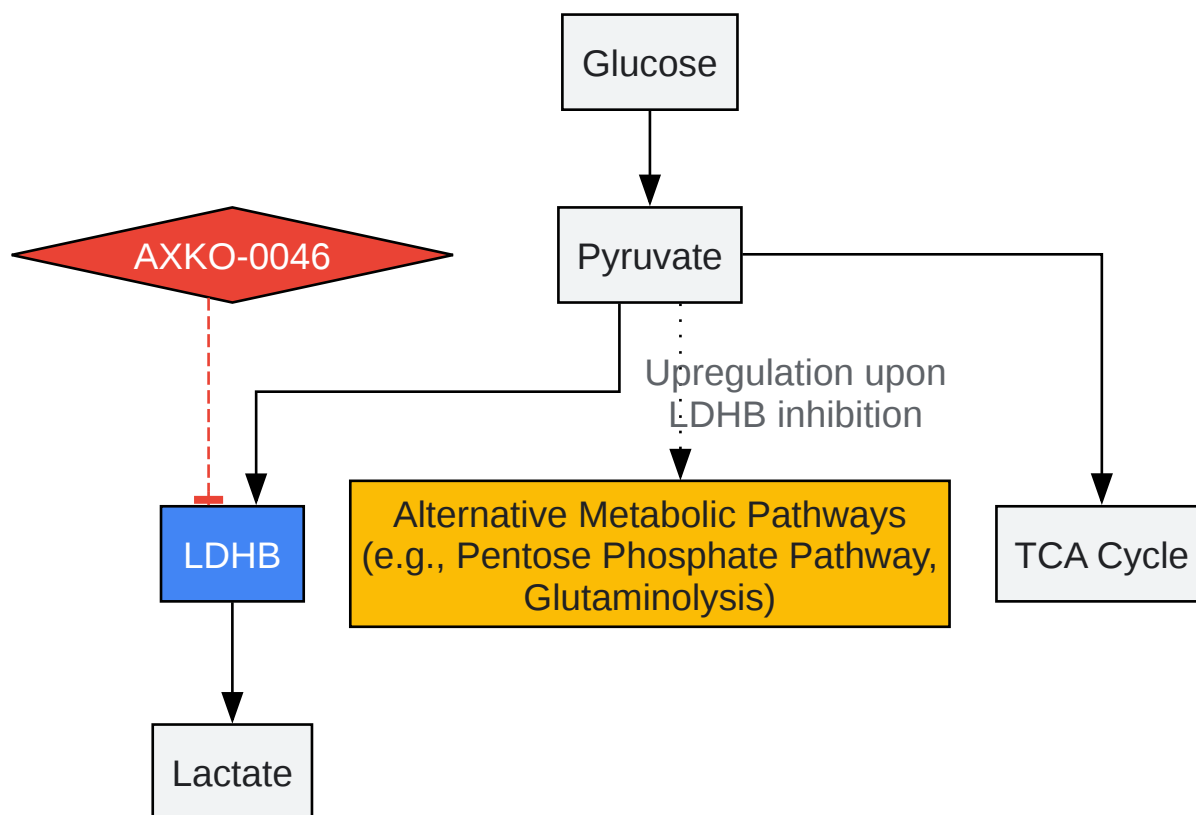 Glucose
AXKO-0046
Pyruvate
Upregulation upon
LDHB inhibition
LDHB
Alternative Metabolic Pathways
(e.g., Pentose Phosphate Pathway,
Glutaminolysis)
TCA Cycle
Lactate